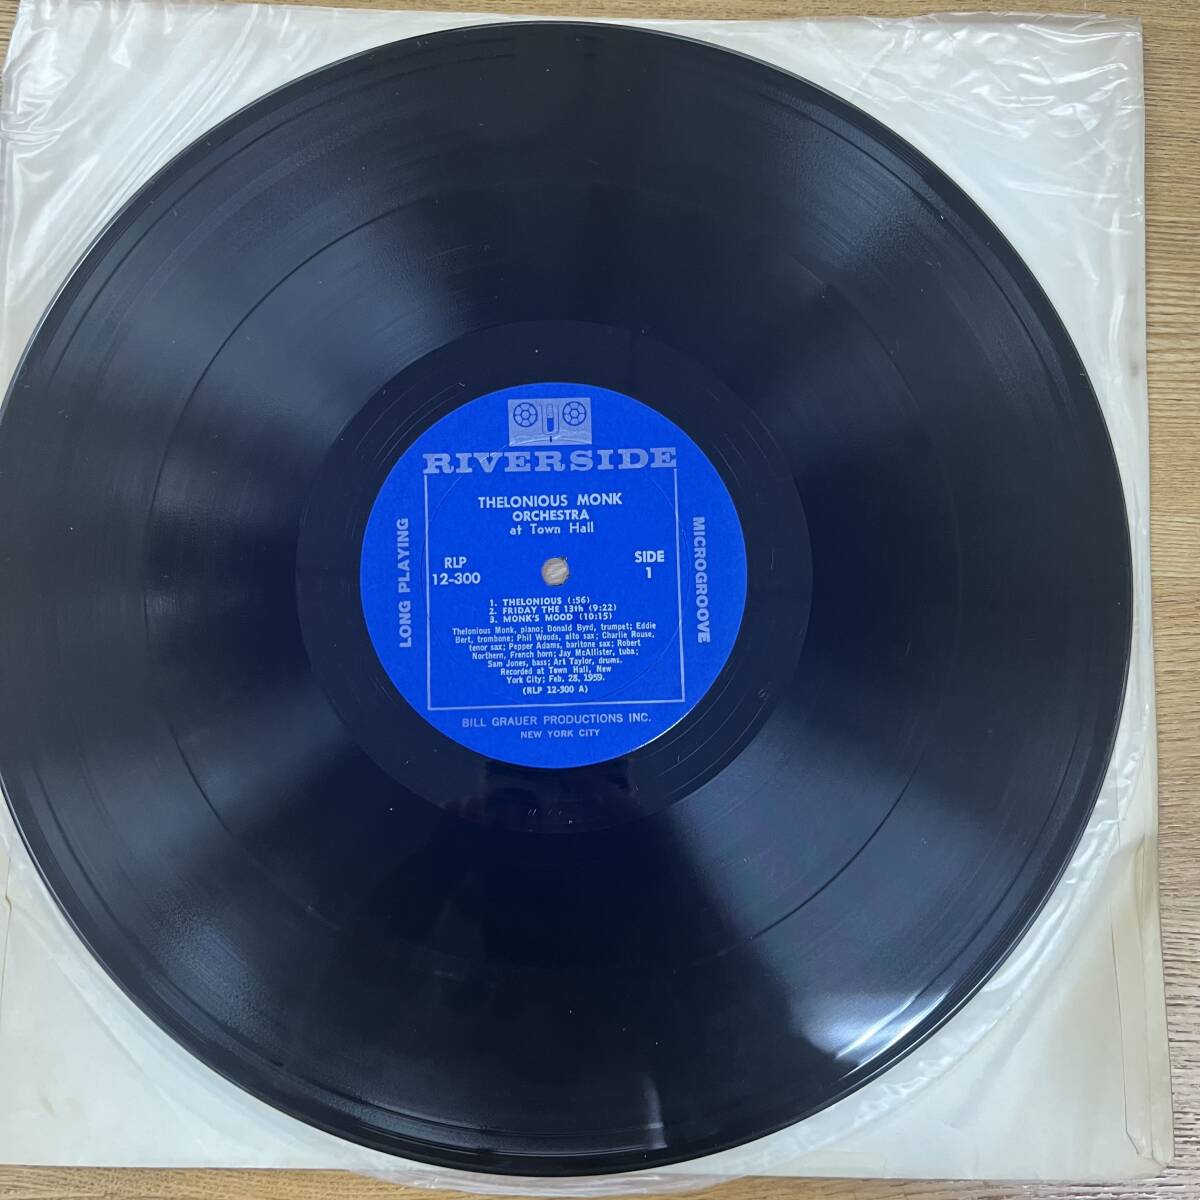 RIVERSIDE
THELONIOUS MONK
ORCHESTRA
at Town Hall
RLP
12-300
SIDE
1
LONG PLAYING
MICROGROOVE
1. THELONIOUS (:56)
2. FRIDAY THE 13th (9:22)
3. MONK'S MOOD (10:15)
Thelonious Monk, piano; Donald Byrd, trumpet; Eddie
Bert, trombone; Phil Woods, alto sax; Charlie Rouse,
tenor sax; Pepper Adams, baritone sax; Robert
Northern, French horn; Jay McAllister, tuba;
Sam Jones, bass; Art Taylor, drums.
Recorded at Town Hall, New
York City; Feb. 28, 1959.
(RLP 12-300 A)
BILL GRAUER PRODUCTIONS INC.
NEW YORK CITY